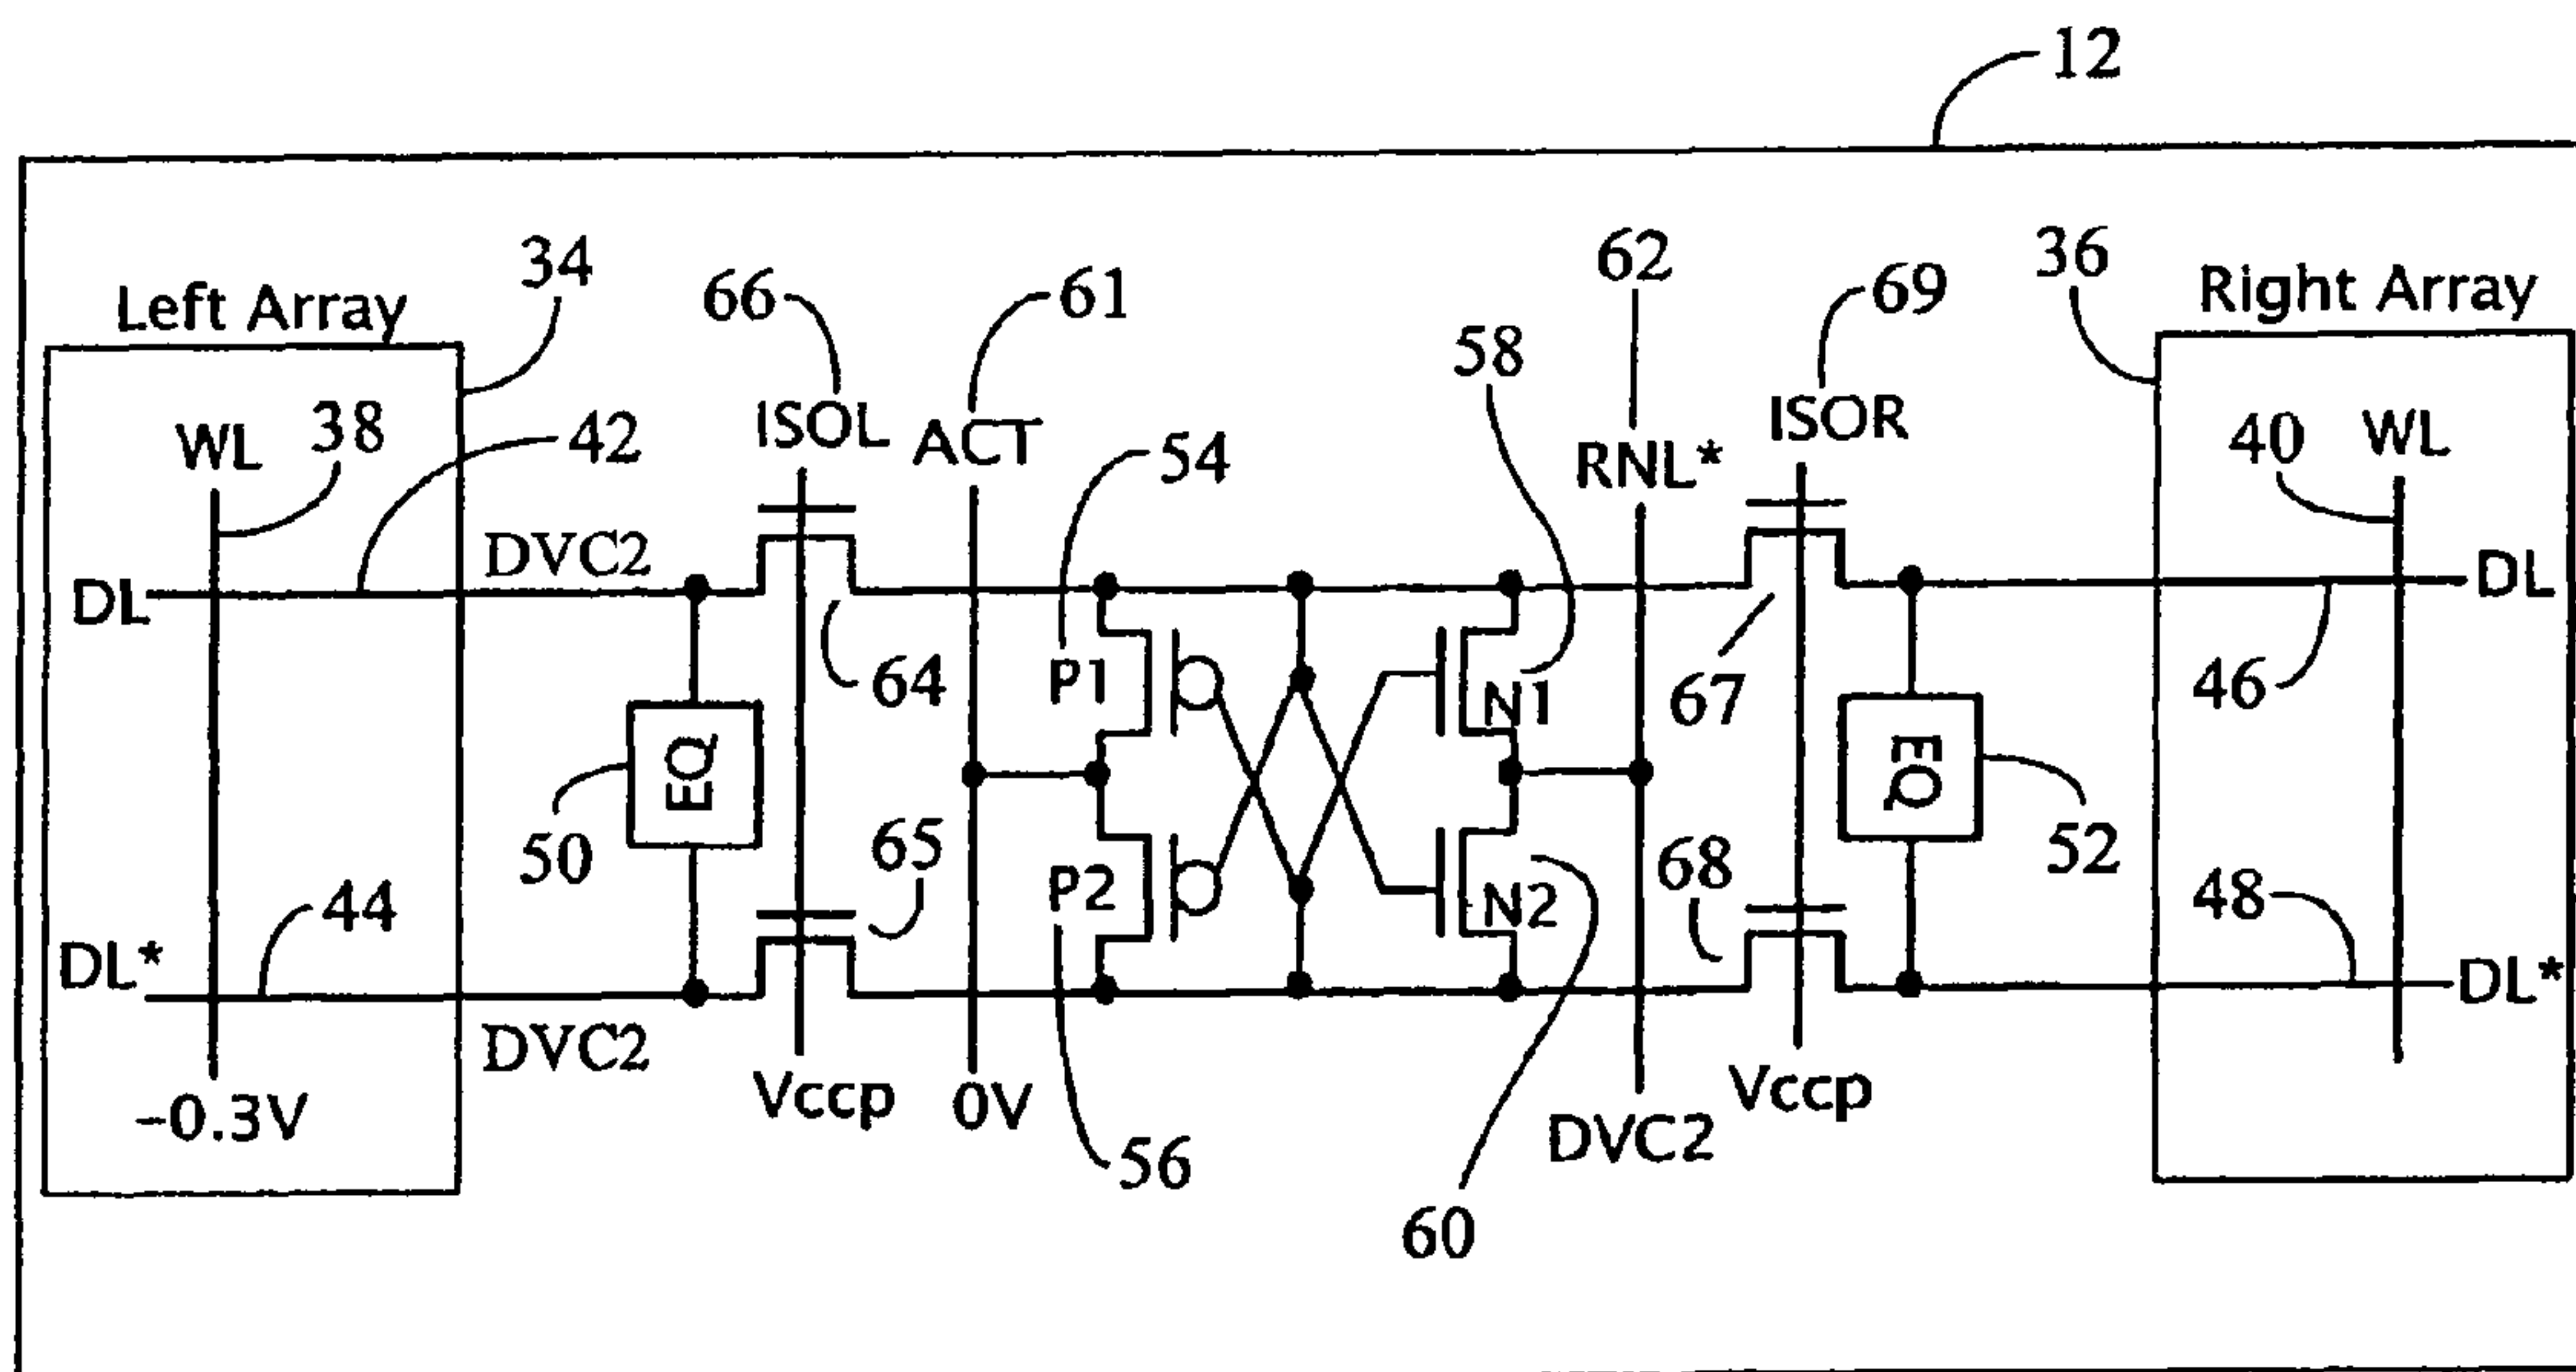 12
34
66
61
62
69
36
Left Array
Right Array
58
WL
38
42
ISOL
ACT
54
RNL*
ISOR
40
WL
DL
DVC2
DL
P1
64
N1
67
46
EQ
EQ
50
65
52
P2
N2
68
44
48
DL*
DVC2
DL*
-0.3V
Vccp
0V
56
DVC2
Vccp
60